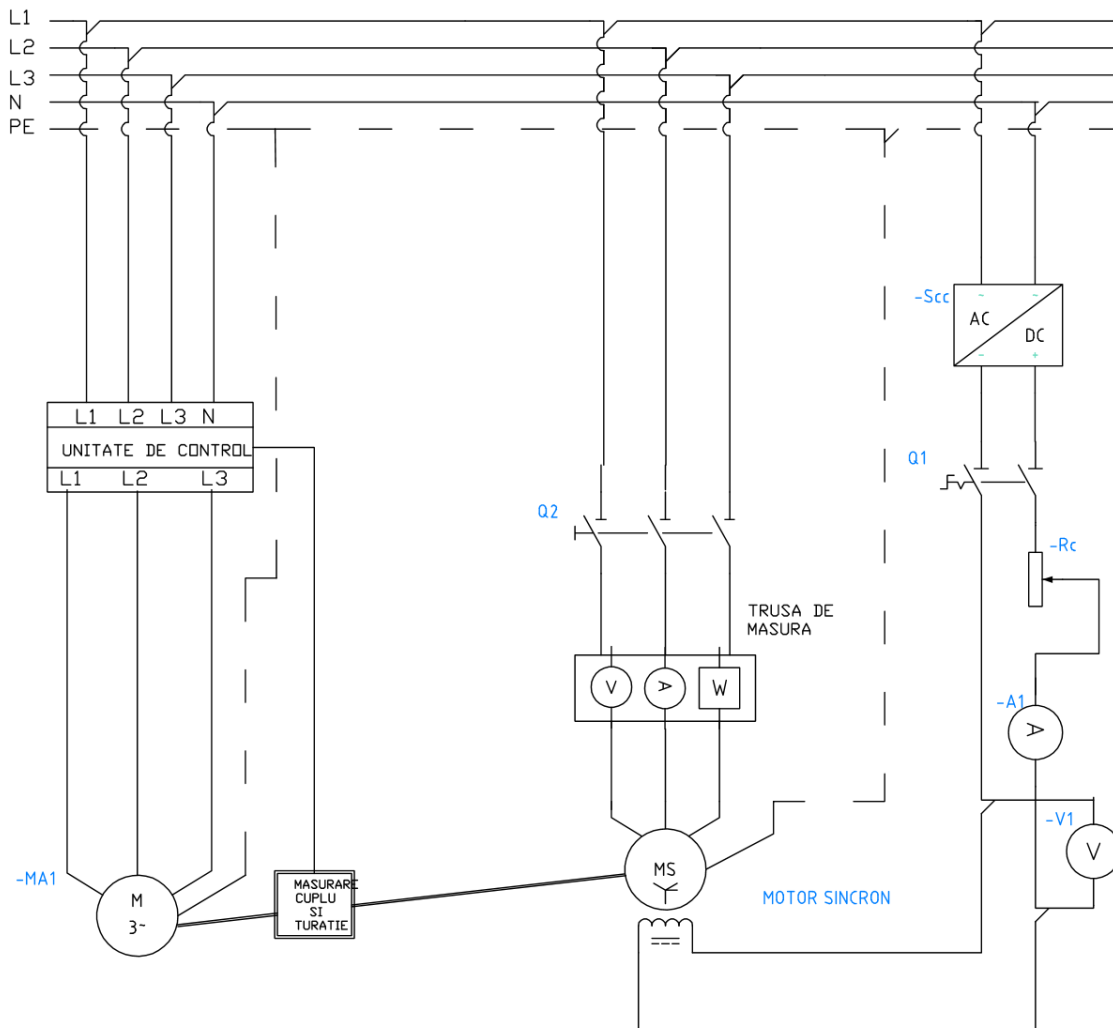 L1
L2
L3
N
PE
-Scc
~ ~
AC
DC
- +
L1 L2 L3 N
UNITATE DE CONTROL
L1 L2 L3
Q1
Q2
-Rc
TRUSA DE
MASURA
V A W
-A1
A
-V1
V
-MA1
M
3~
MASURARE
CUPLU
SI
TURATIE
MS
MOTOR SINCRON